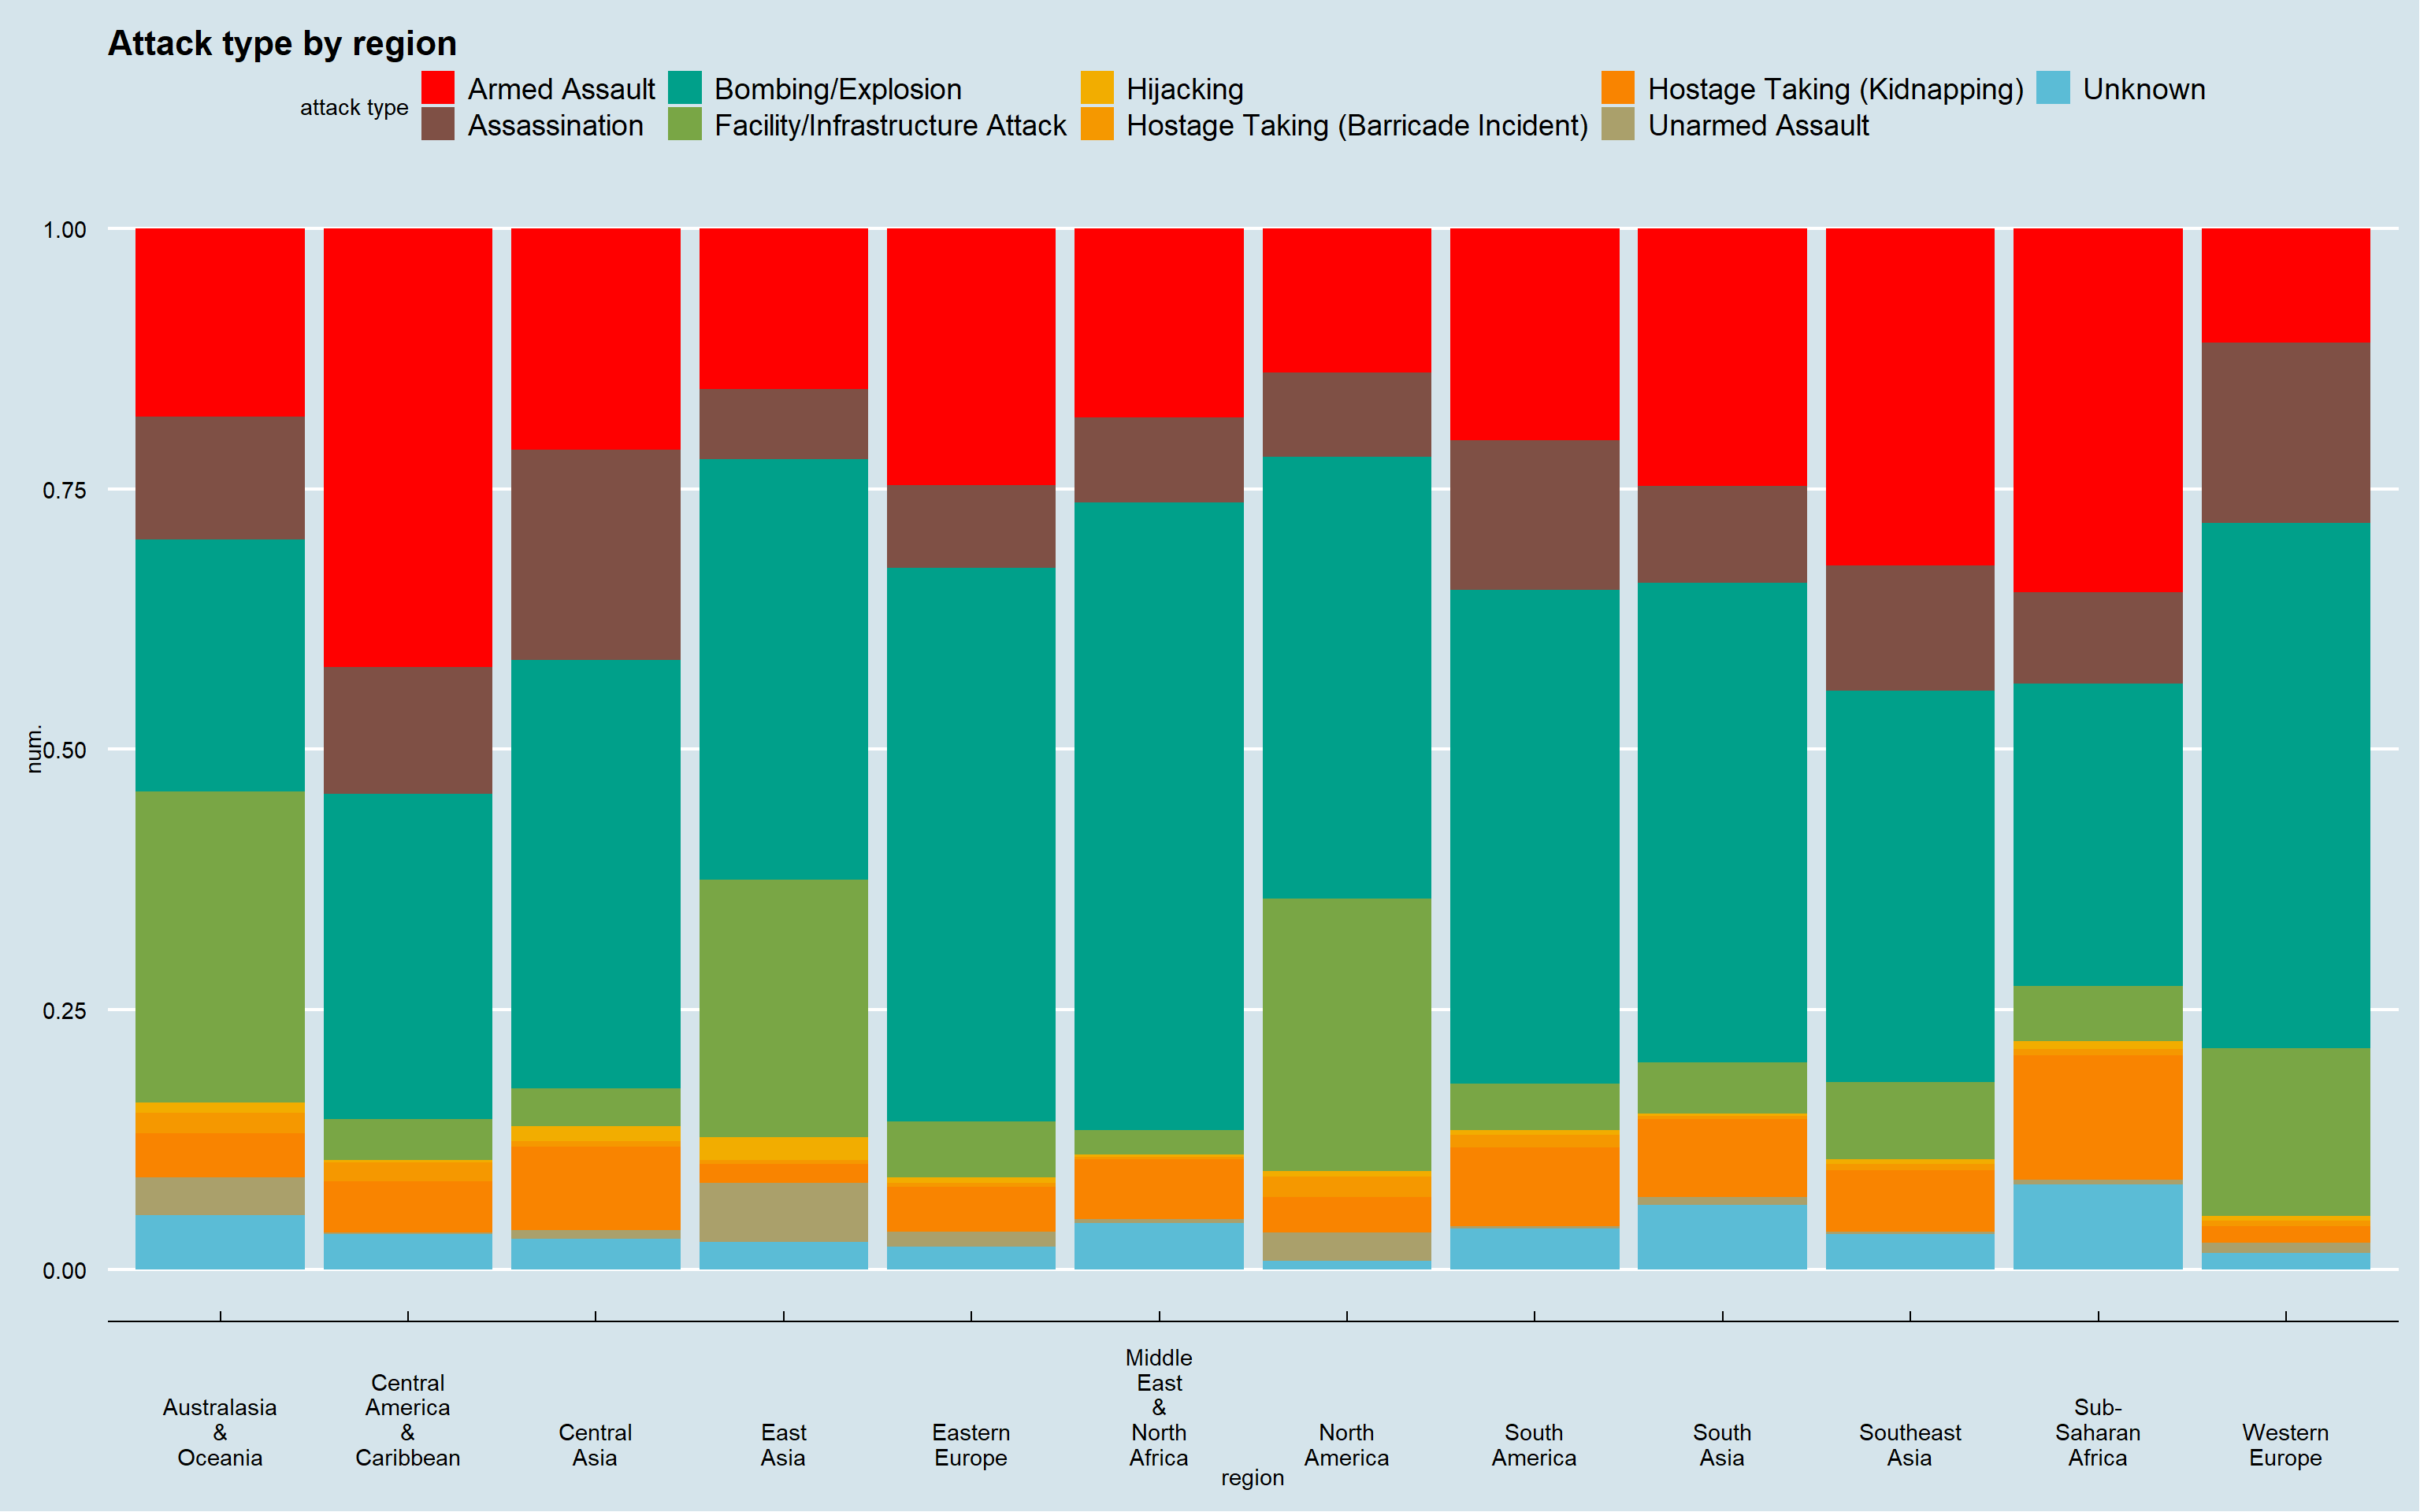 Attack type by region
attack type
Armed Assault
Assassination
Bombing/Explosion
Facility/Infrastructure Attack
Hijacking
Hostage Taking (Barricade Incident)
Hostage Taking (Kidnapping)
Unarmed Assault
Unknown
num.
1.00
0.75
0.50
0.25
0.00
Australasia
&
Oceania
Central
America
&
Caribbean
Central
Asia
East
Asia
Eastern
Europe
Middle
East
&
North
Africa
North
America
South
America
South
Asia
Southeast
Asia
Sub-
Saharan
Africa
Western
Europe
region